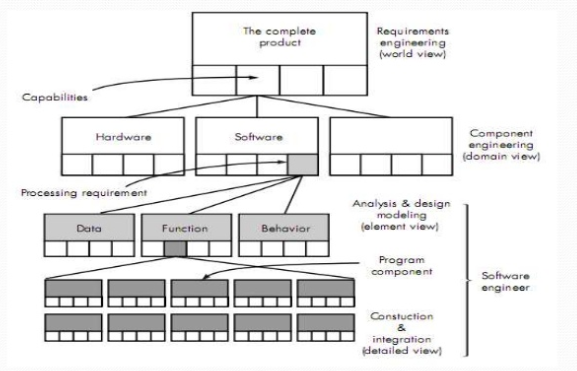 The complete
product
Requirements
engineering
(world view)
Capabilities
Hardware
Software
Component
engineering
(domain view)
Processing requirement
Analysis & design
modeling
(element view)
Data
Function
Behavior
Program
component
Software
engineer
Constuction
&
integration
(detailed view)